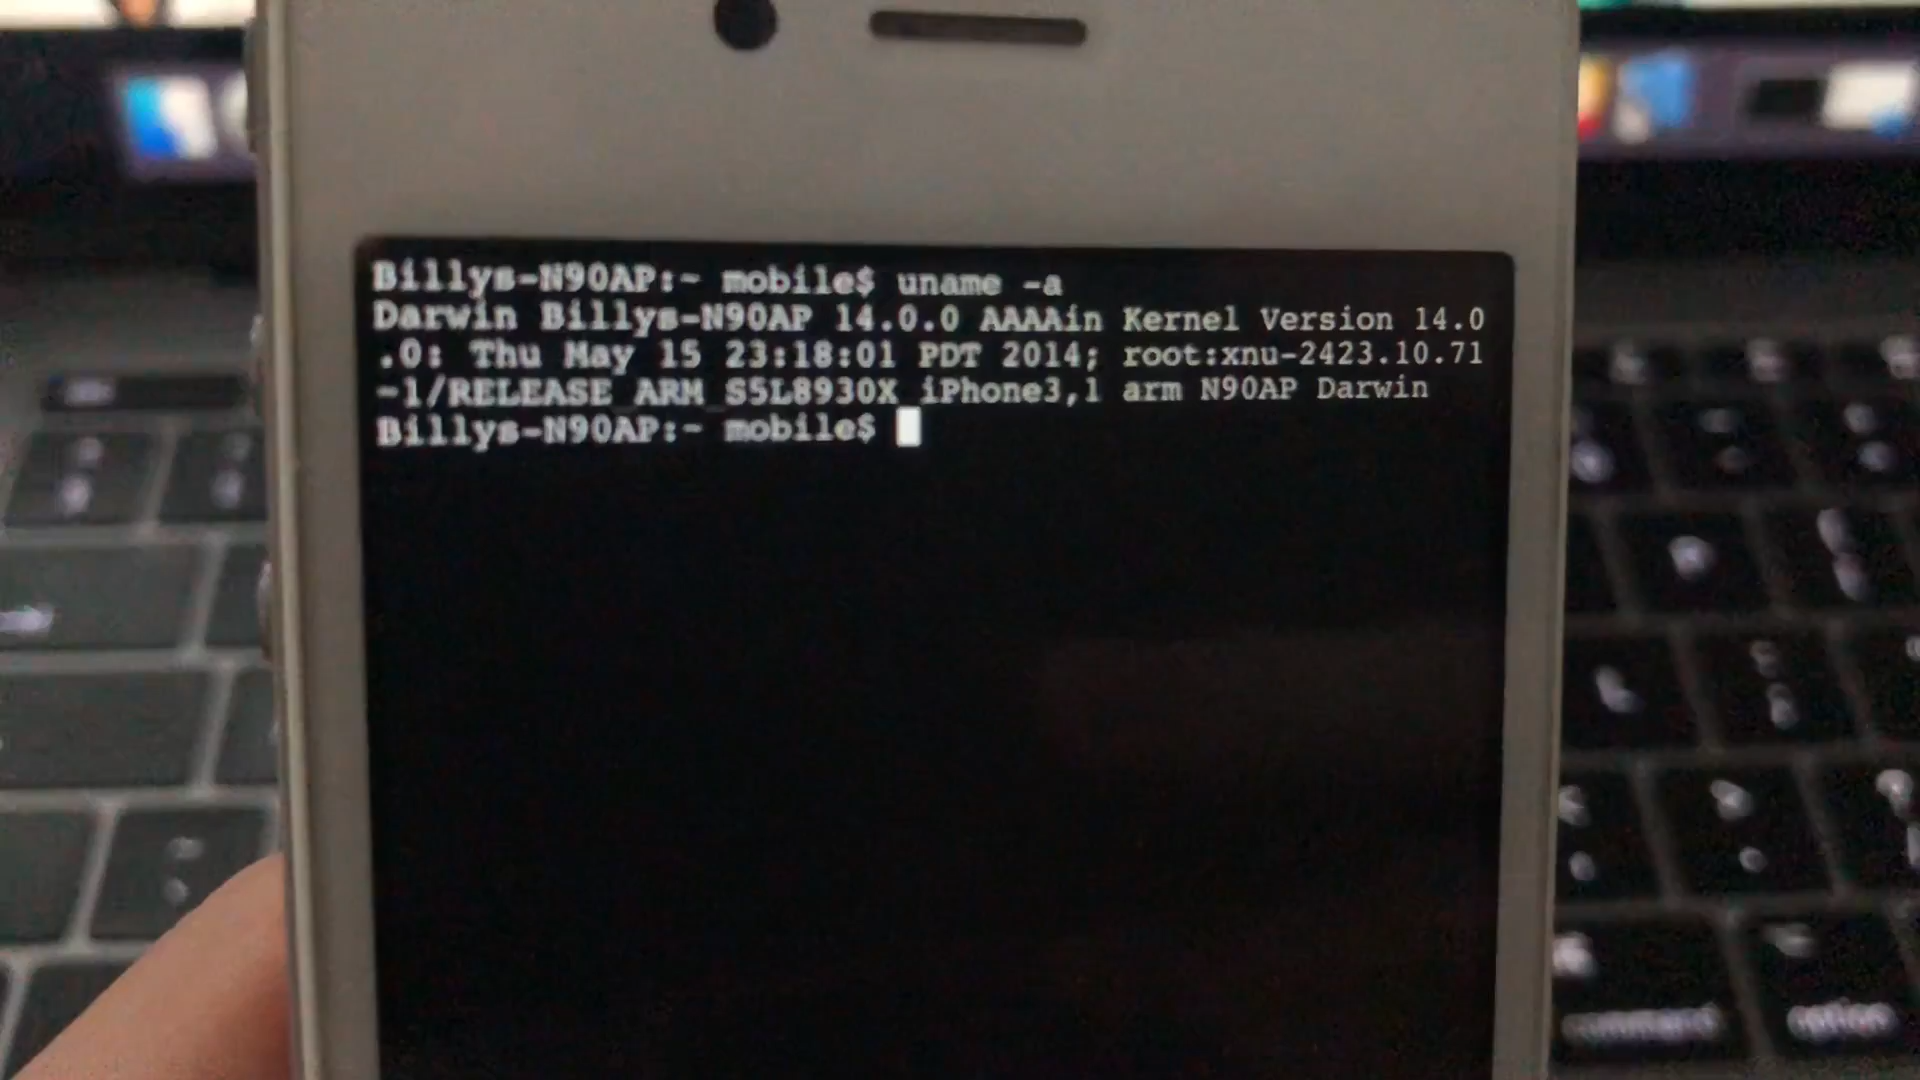 Billys-N90AP:~ mobile$ uname -a
Darwin Billys-N90AP 14.0.0 AAAAin Kernel Version 14.0
.0: Thu May 15 23:18:01 PDT 2014; root:xnu-2423.10.71
~1/RELEASE_ARM_S5L8930X iPhone3,1 arm N90AP Darwin
Billys-N90AP:~ mobile$
command
option